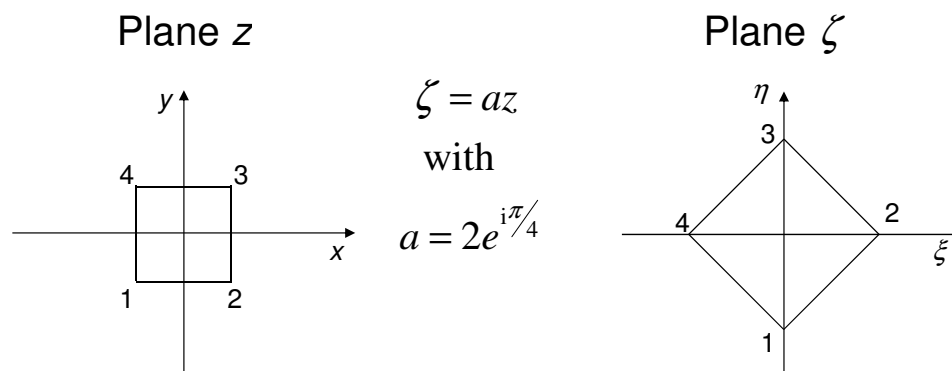 Plane z
Plane ζ
y
4 3
x
1 2
ζ = az
with
a = 2e^{iπ/4}
η
3
4 2
ξ
1